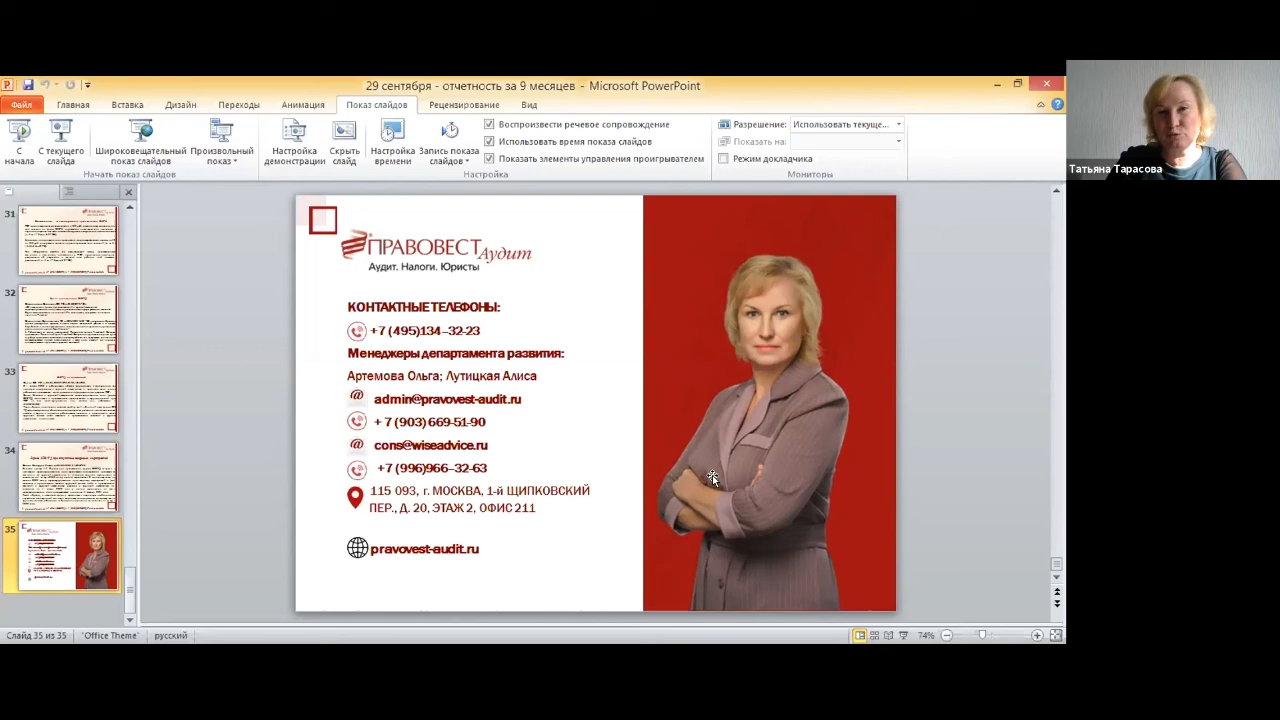 29 сентября - отчетность за 9 месяцев - Microsoft PowerPoint
Файл Главная Вставка Дизайн Переходы Анимация Показ слайдов Рецензирование Вид
С начала
С текущего слайда
Широковещательный показ слайдов
Произвольный показ
Начать показ слайдов
Настройка демонстрации
Скрыть слайд
Настройка времени
Запись показа слайдов
Воспроизвести речевое сопровождение
Использовать время показа слайдов
Показать элементы управления проигрывателем
Настройка
Разрешение: Использовать текуще...
Показать на:
Режим докладчика
Мониторы
Татьяна Тарасова
31
32
33
34
35
ПРАВОВЕСТ Аудит
Аудит. Налоги. Юристы
КОНТАКТНЫЕ ТЕЛЕФОНЫ:
+7 (495)134–32-23
Менеджеры департамента развития:
Артемова Ольга; Лутицкая Алиса
@ admin@pravovest-audit.ru
+ 7 (903) 669-51-90
@ cons@wiseadvice.ru
+7 (996)966–32-63
115 093, г. МОСКВА, 1-й ЩИПКОВСКИЙ
ПЕР., Д. 20, ЭТАЖ 2, ОФИС 211
pravovest-audit.ru
Слайд 35 из 35 "Office Theme" русский 74%